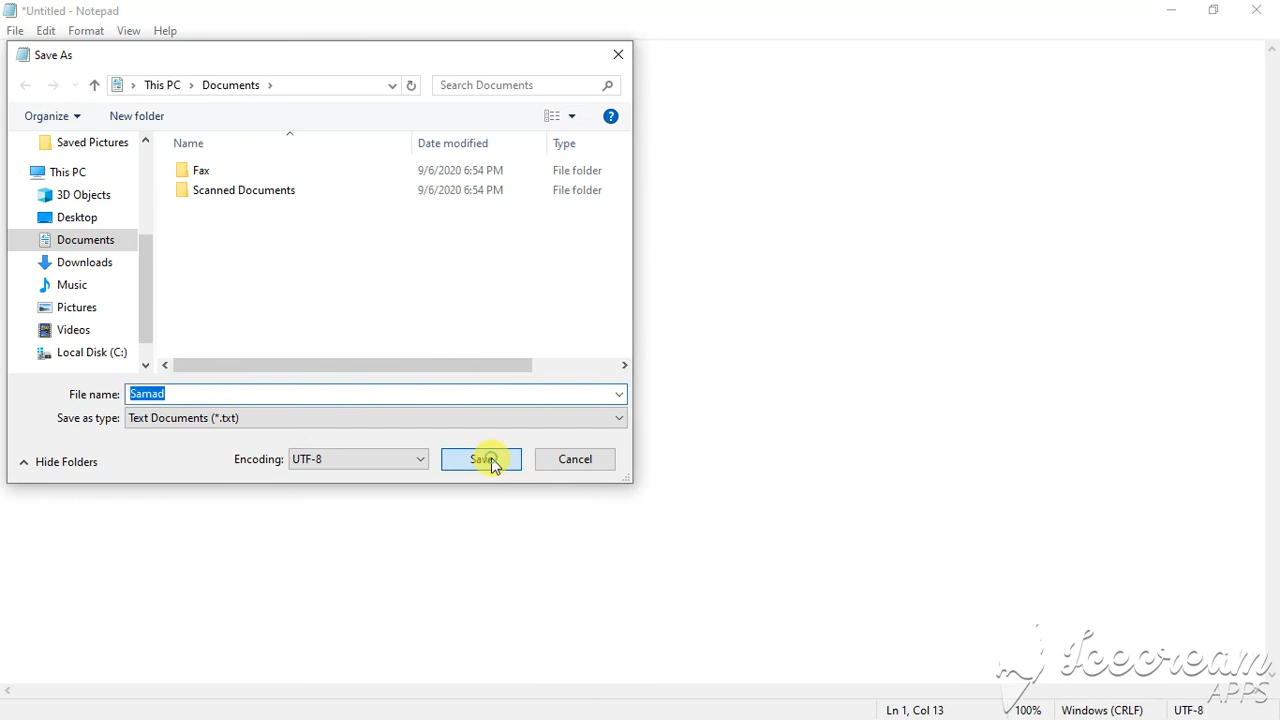 *Untitled - Notepad
File Edit Format View Help
Save As
This PC Documents
Search Documents
Organize New folder
Name Date modified Type
Saved Pictures
This PC
3D Objects
Desktop
Documents
Downloads
Music
Pictures
Videos
Local Disk (C:)
Fax 9/6/2020 6:54 PM File folder
Scanned Documents 9/6/2020 6:54 PM File folder
File name: Samad
Save as type: Text Documents (*.txt)
Hide Folders Encoding: UTF-8 Save Cancel
Icecream
APPS
Ln 1, Col 13 100% Windows (CRLF) UTF-8